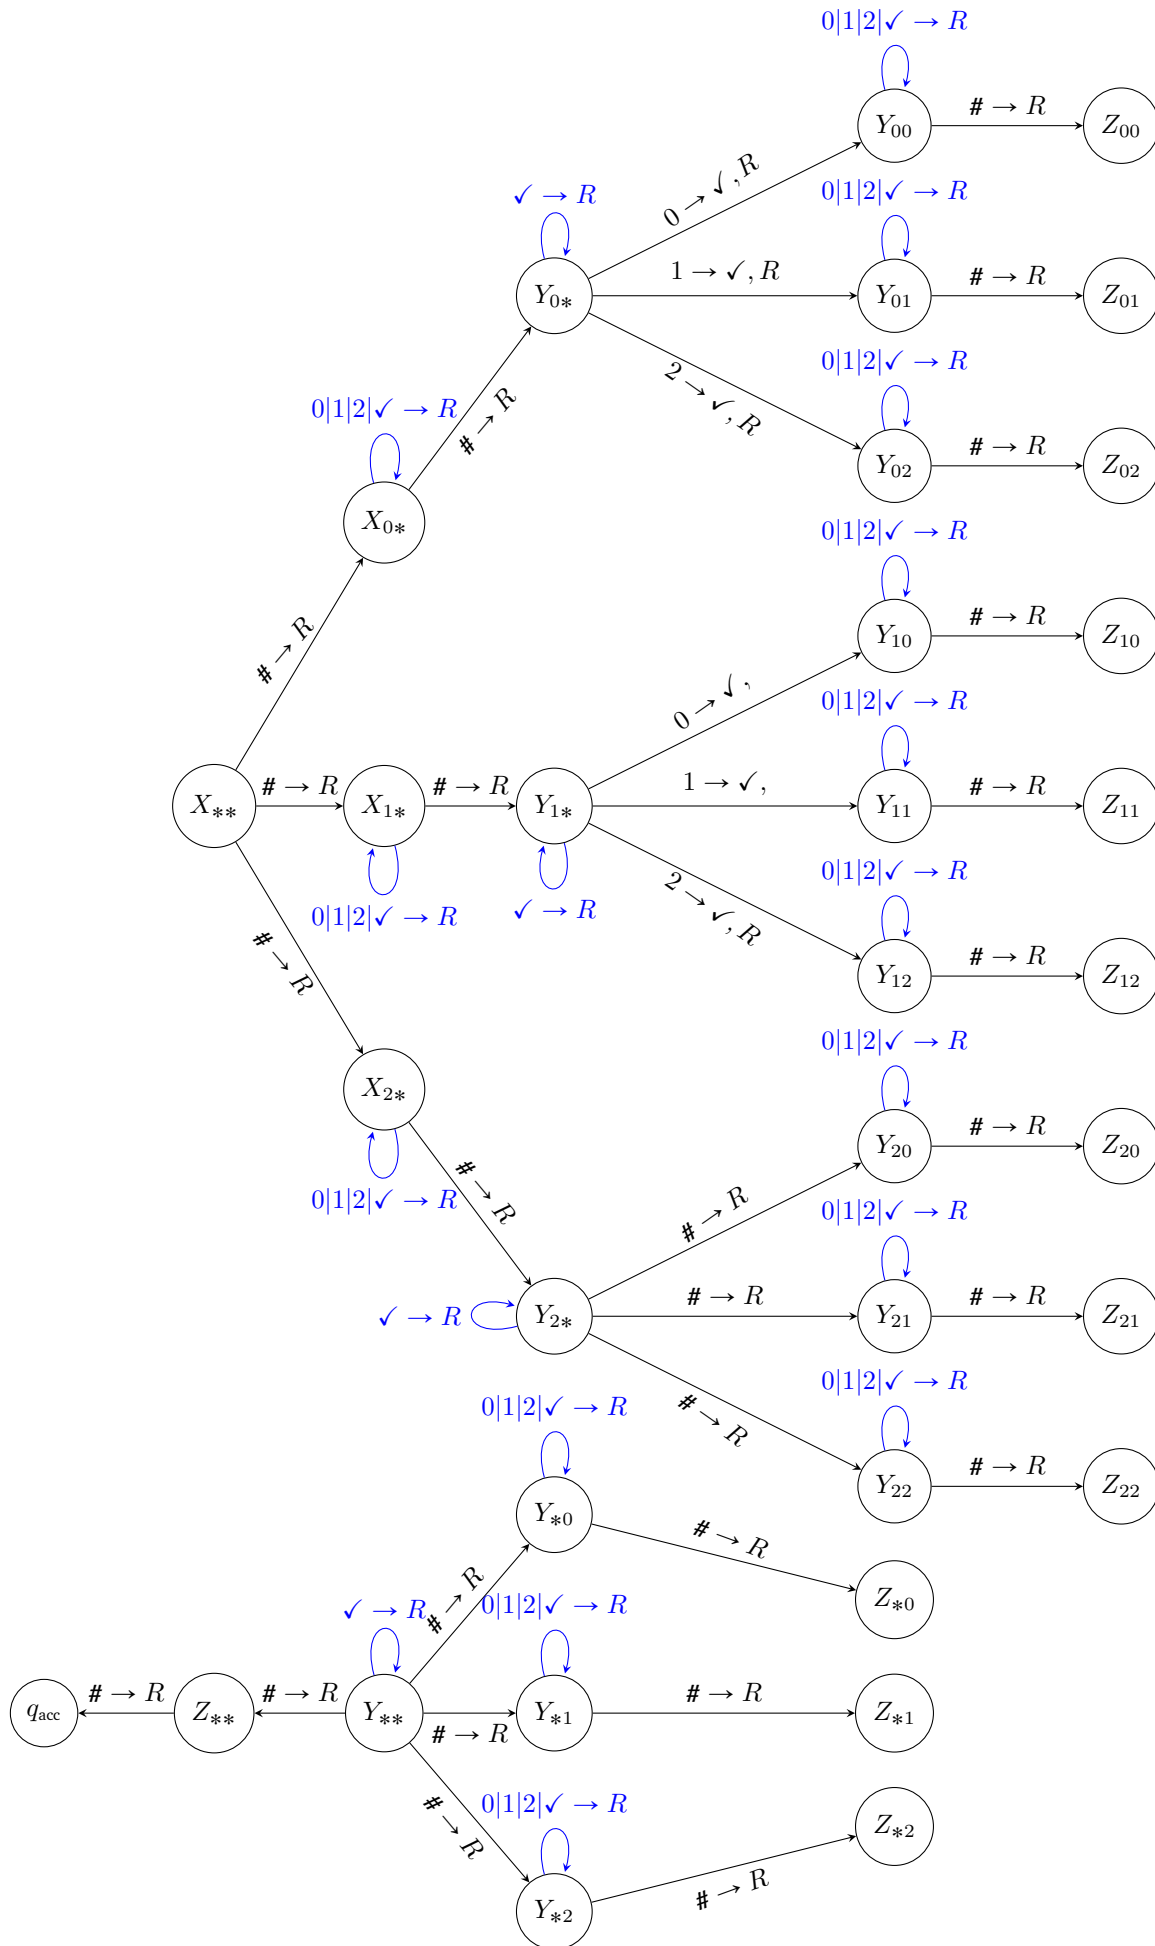 0|1|2|✓ → R
Y₀₀
# → R
Z₀₀
0 → ✓, R
✓ → R
0|1|2|✓ → R
Y₀∗
1 → ✓, R
Y₀₁
# → R
Z₀₁
0|1|2|✓ → R
2 → ✓, R
0|1|2|✓ → R
# → R
Y₀₂
# → R
Z₀₂
X₀∗
0|1|2|✓ → R
# → R
Y₁₀
# → R
Z₁₀
0 → ✓,
0|1|2|✓ → R
X∗∗
# → R
X₁∗
# → R
Y₁∗
1 → ✓,
Y₁₁
# → R
Z₁₁
0|1|2|✓ → R
✓ → R
2 → ✓, R
0|1|2|✓ → R
# → R
Y₁₂
# → R
Z₁₂
0|1|2|✓ → R
X₂∗
Y₂₀
# → R
Z₂₀
0|1|2|✓ → R
# → R
# → R
0|1|2|✓ → R
✓ → R
Y₂∗
# → R
Y₂₁
# → R
Z₂₁
0|1|2|✓ → R
# → R
0|1|2|✓ → R
Y₂₂
# → R
Z₂₂
Y∗₀
# → R
✓ → R
# → R
0|1|2|✓ → R
Z∗₀
q_acc
# → R
Z∗∗
# → R
Y∗∗
# → R
Y∗₁
# → R
Z∗₁
# → R
0|1|2|✓ → R
Z∗₂
Y∗₂
# → R